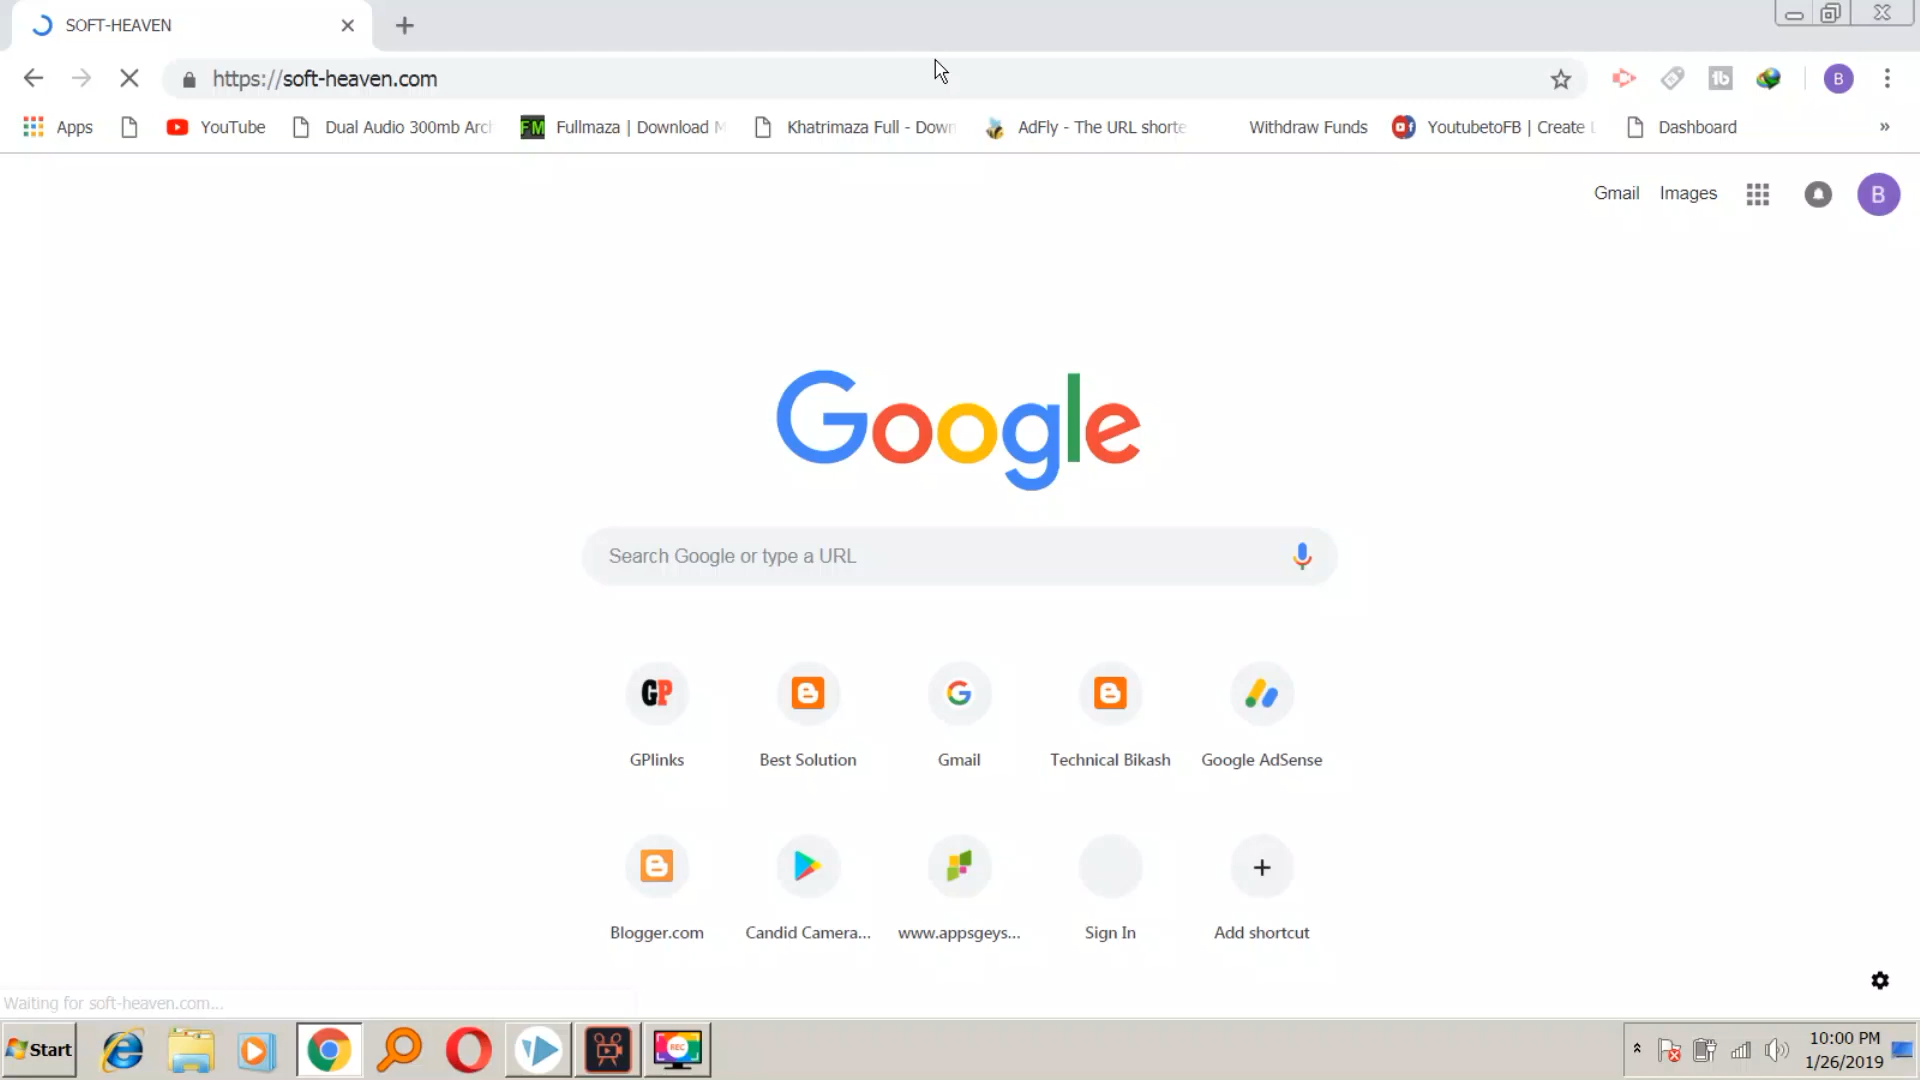 SOFT-HEAVEN
https://soft-heaven.com
B
Apps
YouTube
Dual Audio 300mb Arc
FM
Fullmaza | Download M
Khatrimaza Full - Down
AdFly - The URL shorte
Withdraw Funds
YoutubetoFB | Create L
Dashboard
»
Gmail
Images
B
Google
Search Google or type a URL
GP
GPlinks
Best Solution
Gmail
Technical Bikash
Google AdSense
Blogger.com
Candid Camera...
www.appsgeys...
Sign In
Add shortcut
Waiting for soft-heaven.com...
Start
REC
10:00 PM
1/26/2019